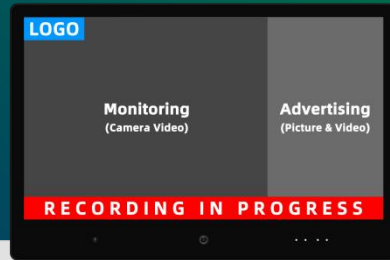 LOGO
Monitoring
(Camera Video)
Advertising
(Picture & Video)
RECORDING IN PROGRESS